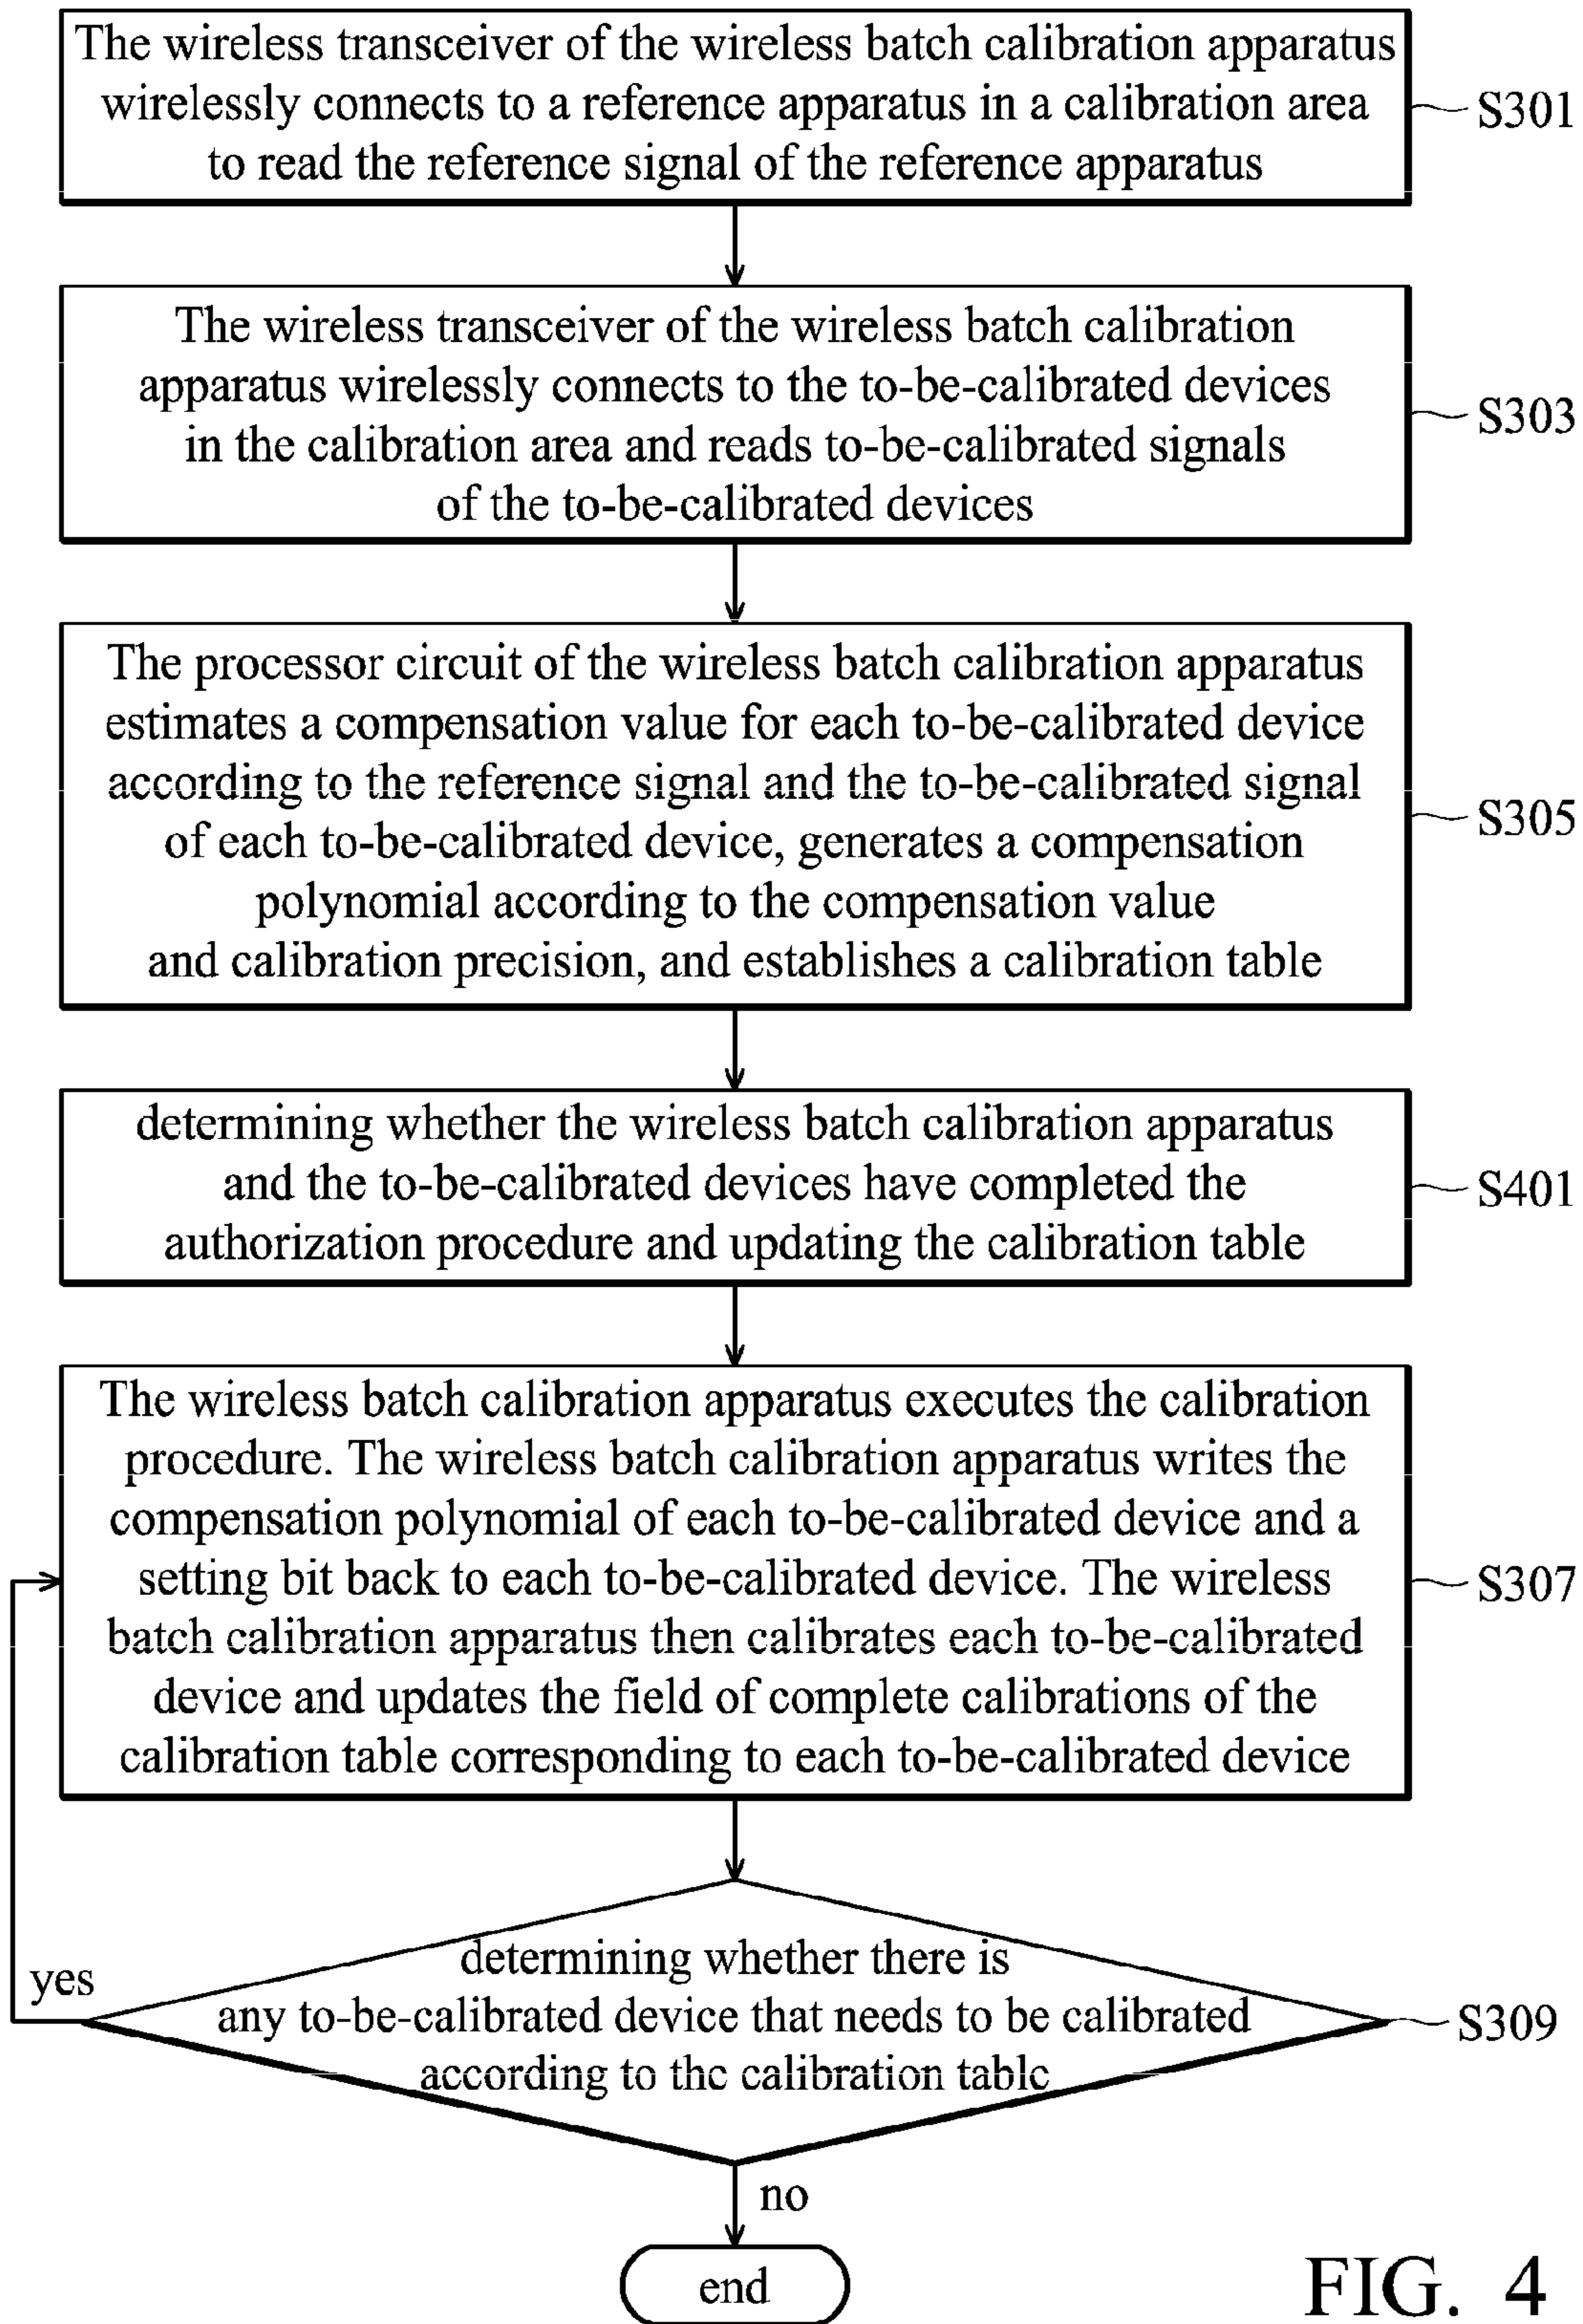 The wireless transceiver of the wireless batch calibration apparatus
wirelessly connects to a reference apparatus in a calibration area
to read the reference signal of the reference apparatus
S301
The wireless transceiver of the wireless batch calibration
apparatus wirelessly connects to the to-be-calibrated devices
in the calibration area and reads to-be-calibrated signals
of the to-be-calibrated devices
S303
The processor circuit of the wireless batch calibration apparatus
estimates a compensation value for each to-be-calibrated device
according to the reference signal and the to-be-calibrated signal
of each to-be-calibrated device, generates a compensation
polynomial according to the compensation value
and calibration precision, and establishes a calibration table
S305
determining whether the wireless batch calibration apparatus
and the to-be-calibrated devices have completed the
authorization procedure and updating the calibration table
S401
The wireless batch calibration apparatus executes the calibration
procedure. The wireless batch calibration apparatus writes the
compensation polynomial of each to-be-calibrated device and a
setting bit back to each to-be-calibrated device. The wireless
batch calibration apparatus then calibrates each to-be-calibrated
device and updates the field of complete calibrations of the
calibration table corresponding to each to-be-calibrated device
S307
yes
determining whether there is
any to-be-calibrated device that needs to be calibrated
according to the calibration table
S309
no
end
FIG. 4